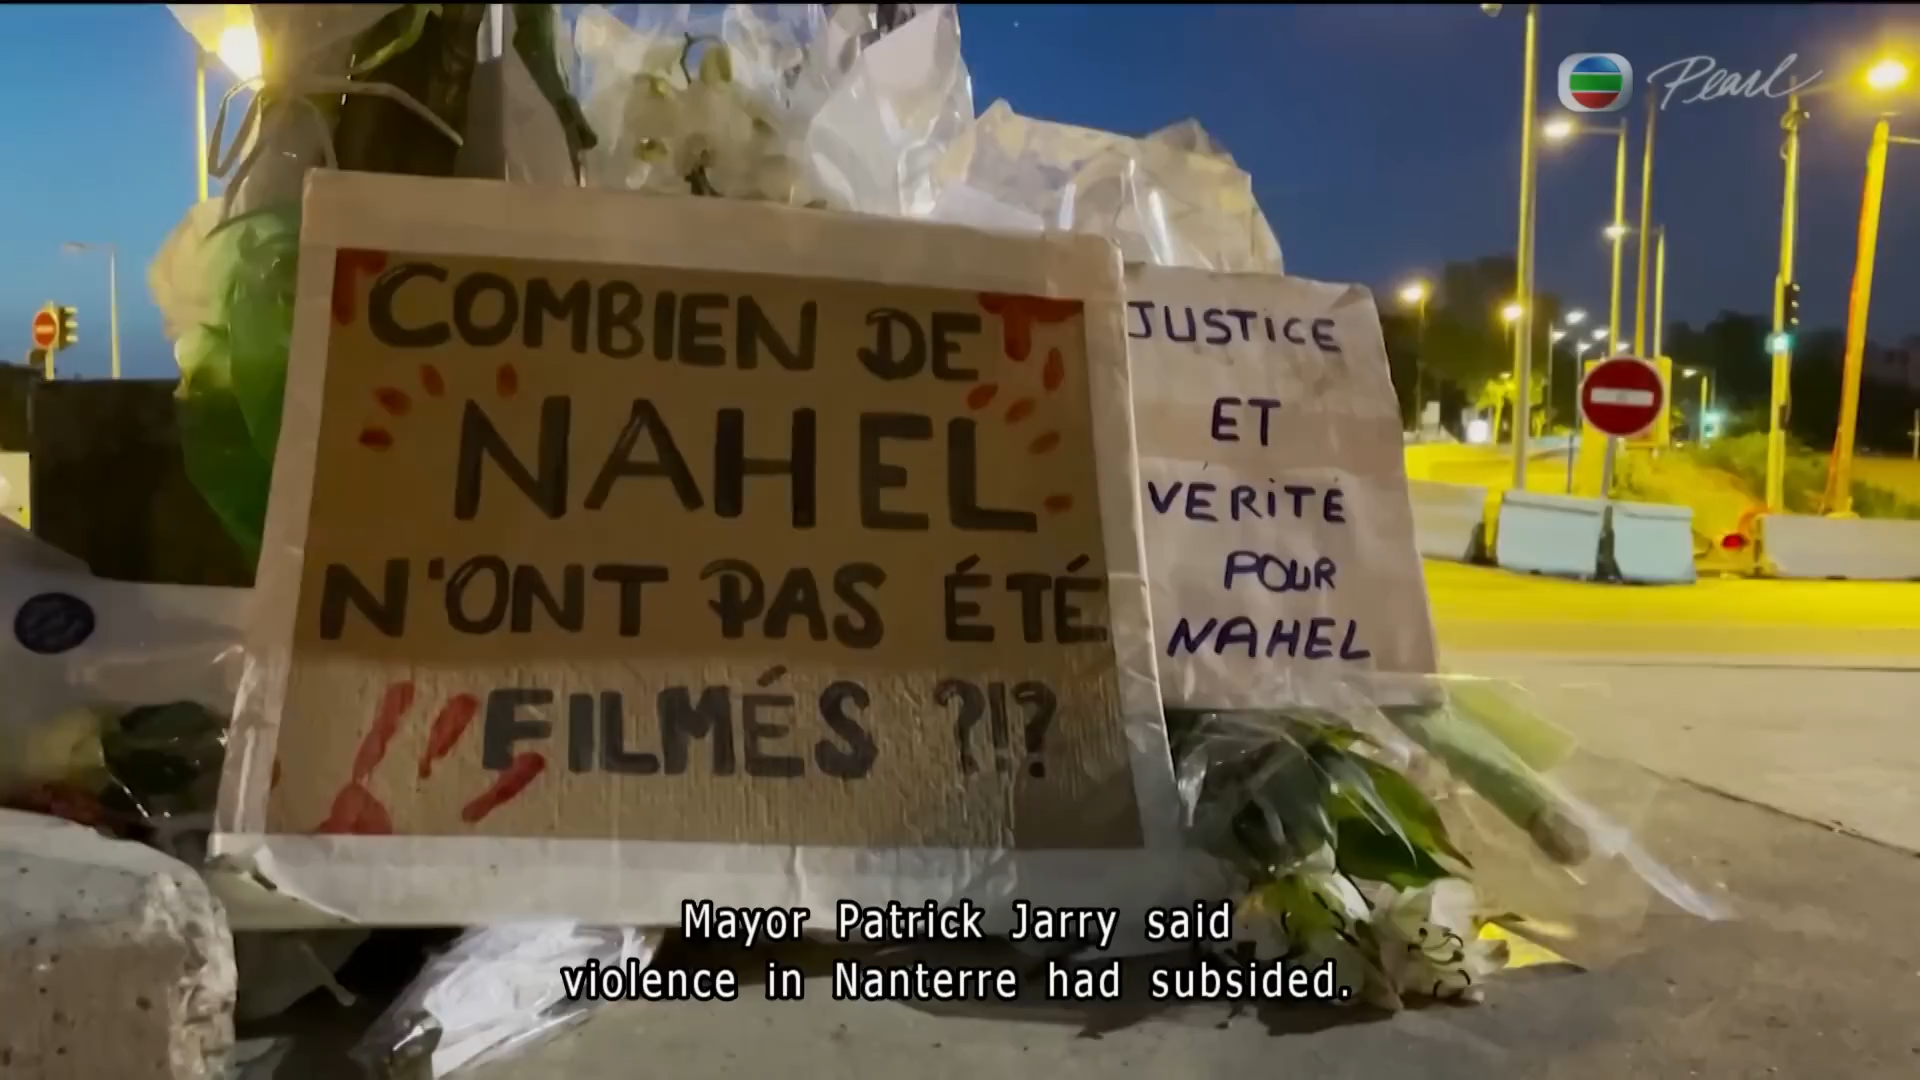 Pearl
COMBIEN DE
NAHEL
N'ONT PAS ÉTÉ
FILMÉS ?!?
JUSTICE
ET
VÉRITÉ
POUR
NAHEL
Mayor Patrick Jarry said
violence in Nanterre had subsided.